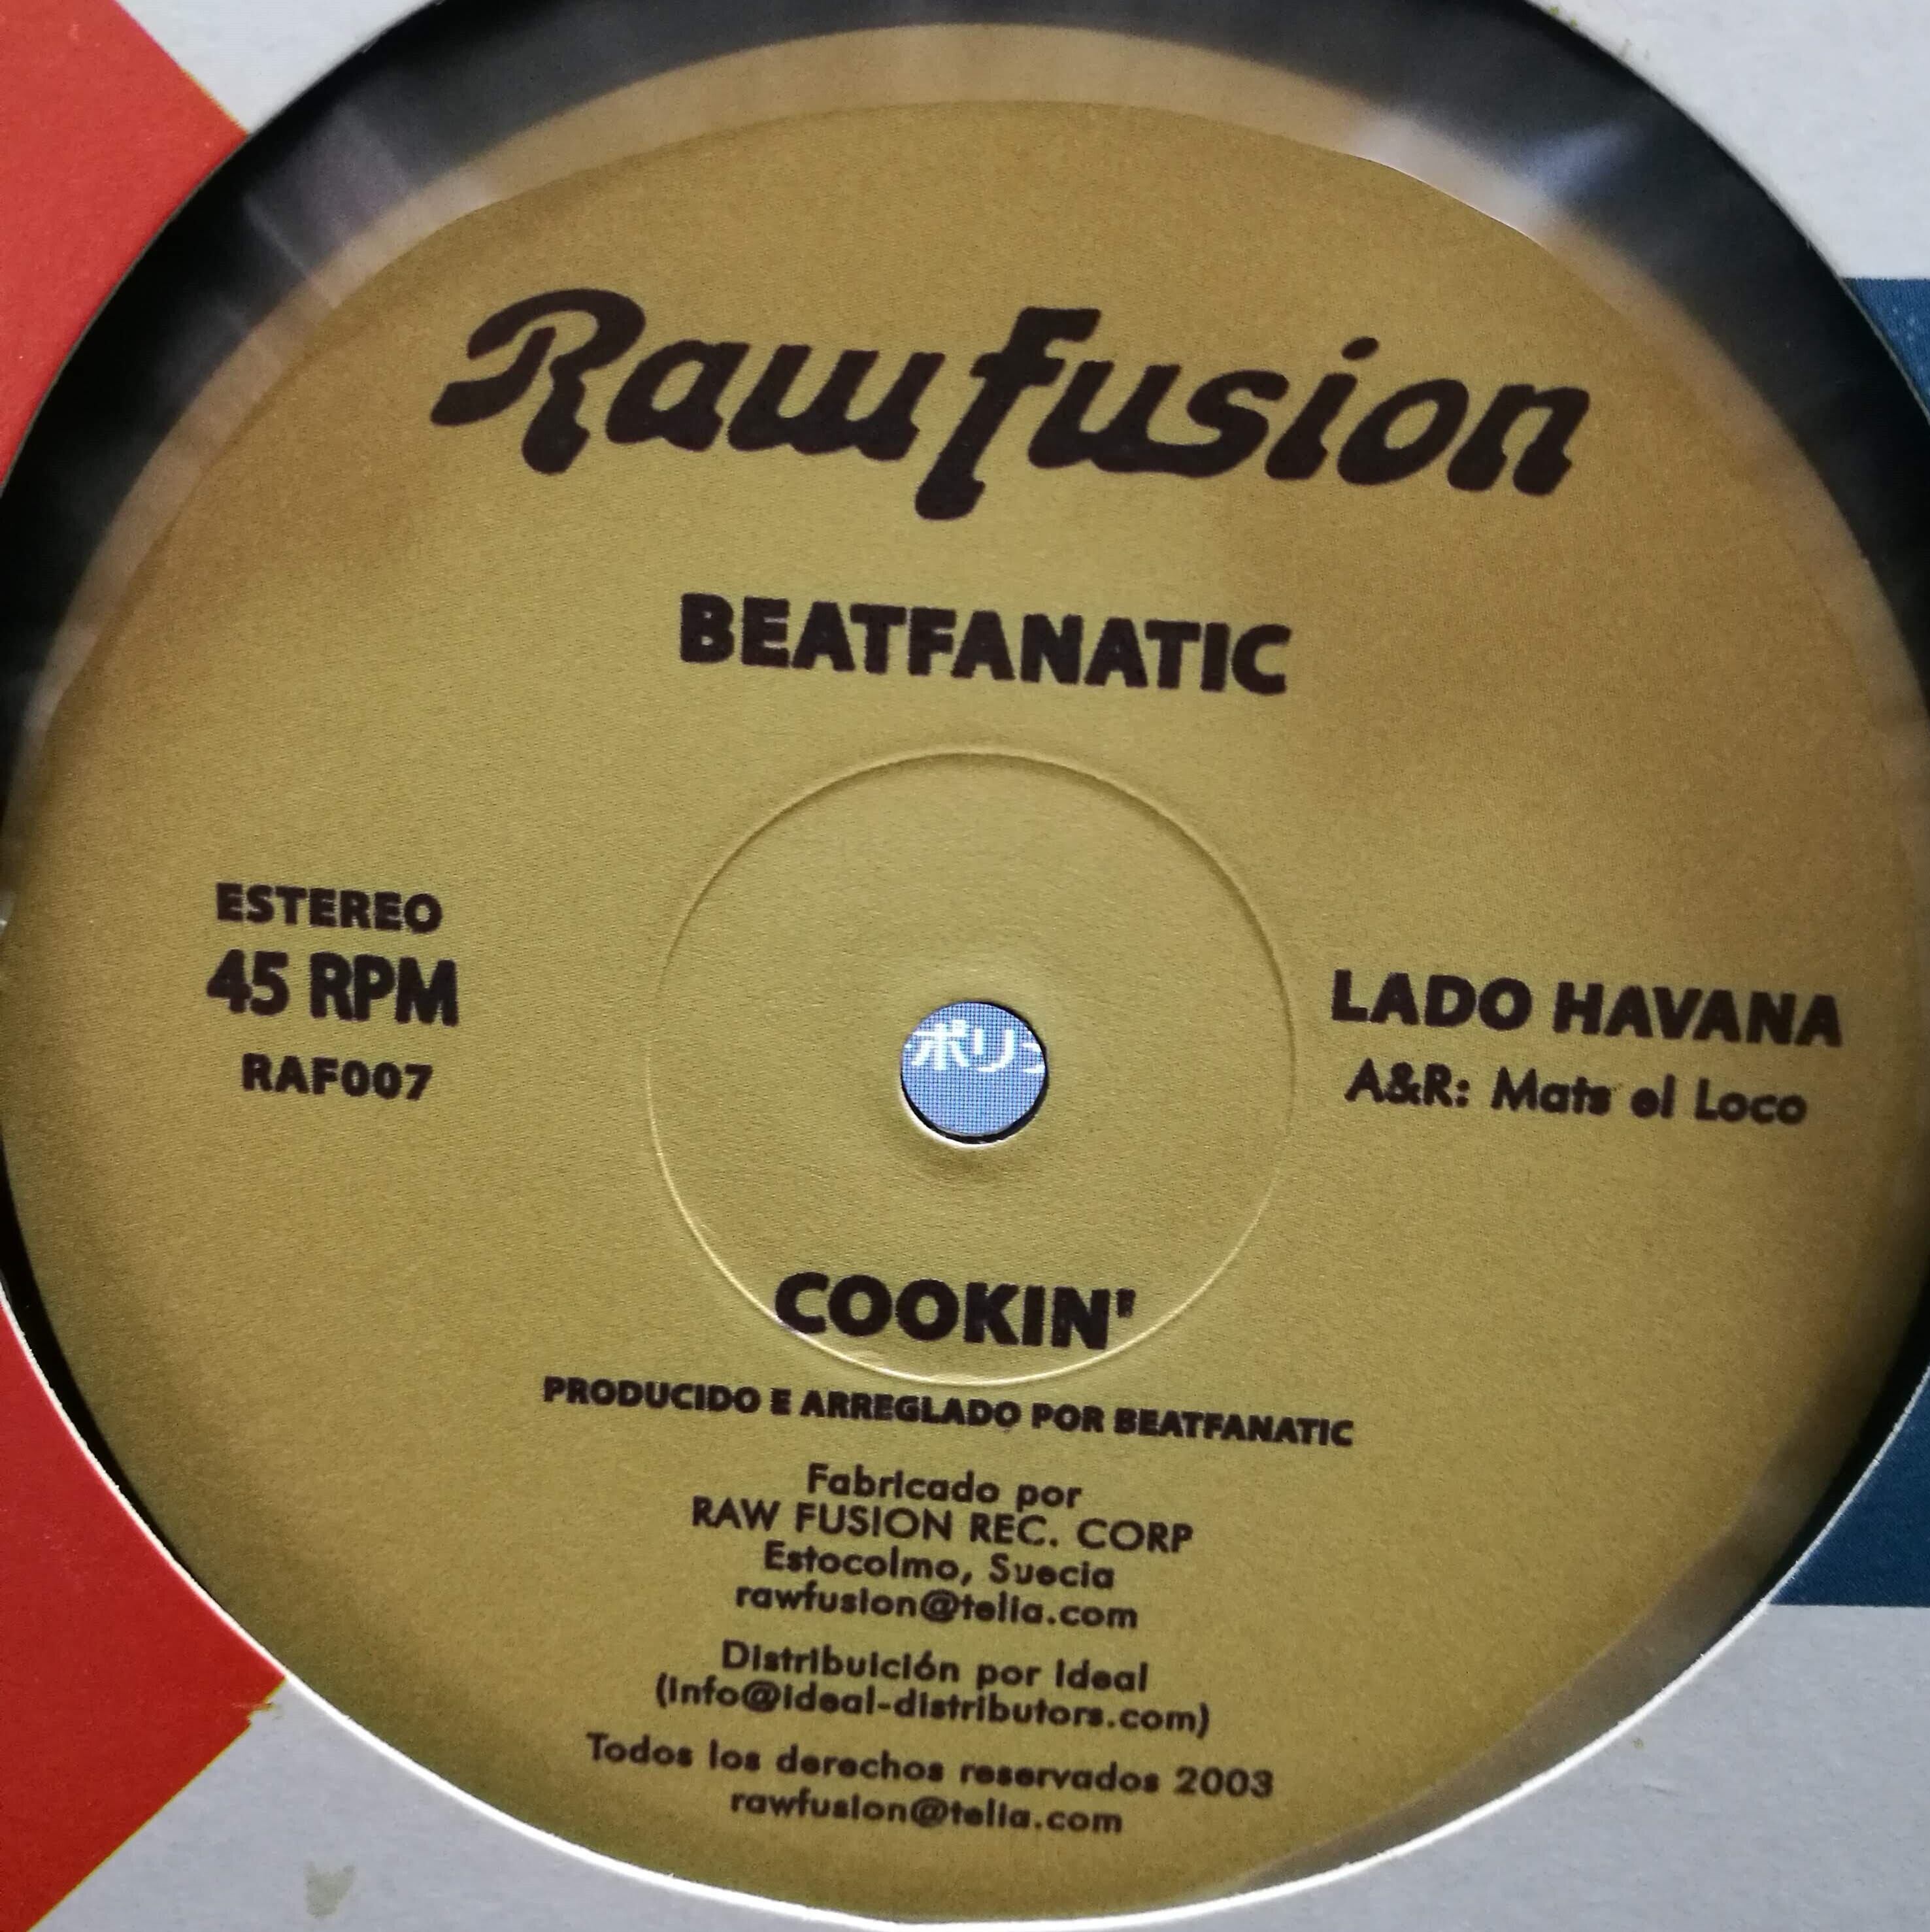 Raw fusion
BEATFANATIC
ESTEREO
45 RPM
RAF007
LADO HAVANA
A&R: Mats el Loco
ポリ
COOKIN'
PRODUCIDO E ARREGLADO POR BEATFANATIC
Fabricado por
RAW FUSION REC. CORP
Estocolmo, Suecia
rawfusion@telia.com
Distribuición por Ideal
(info@ideal-distributors.com)
Todos los derechos reservados 2003
rawfusion@telia.com